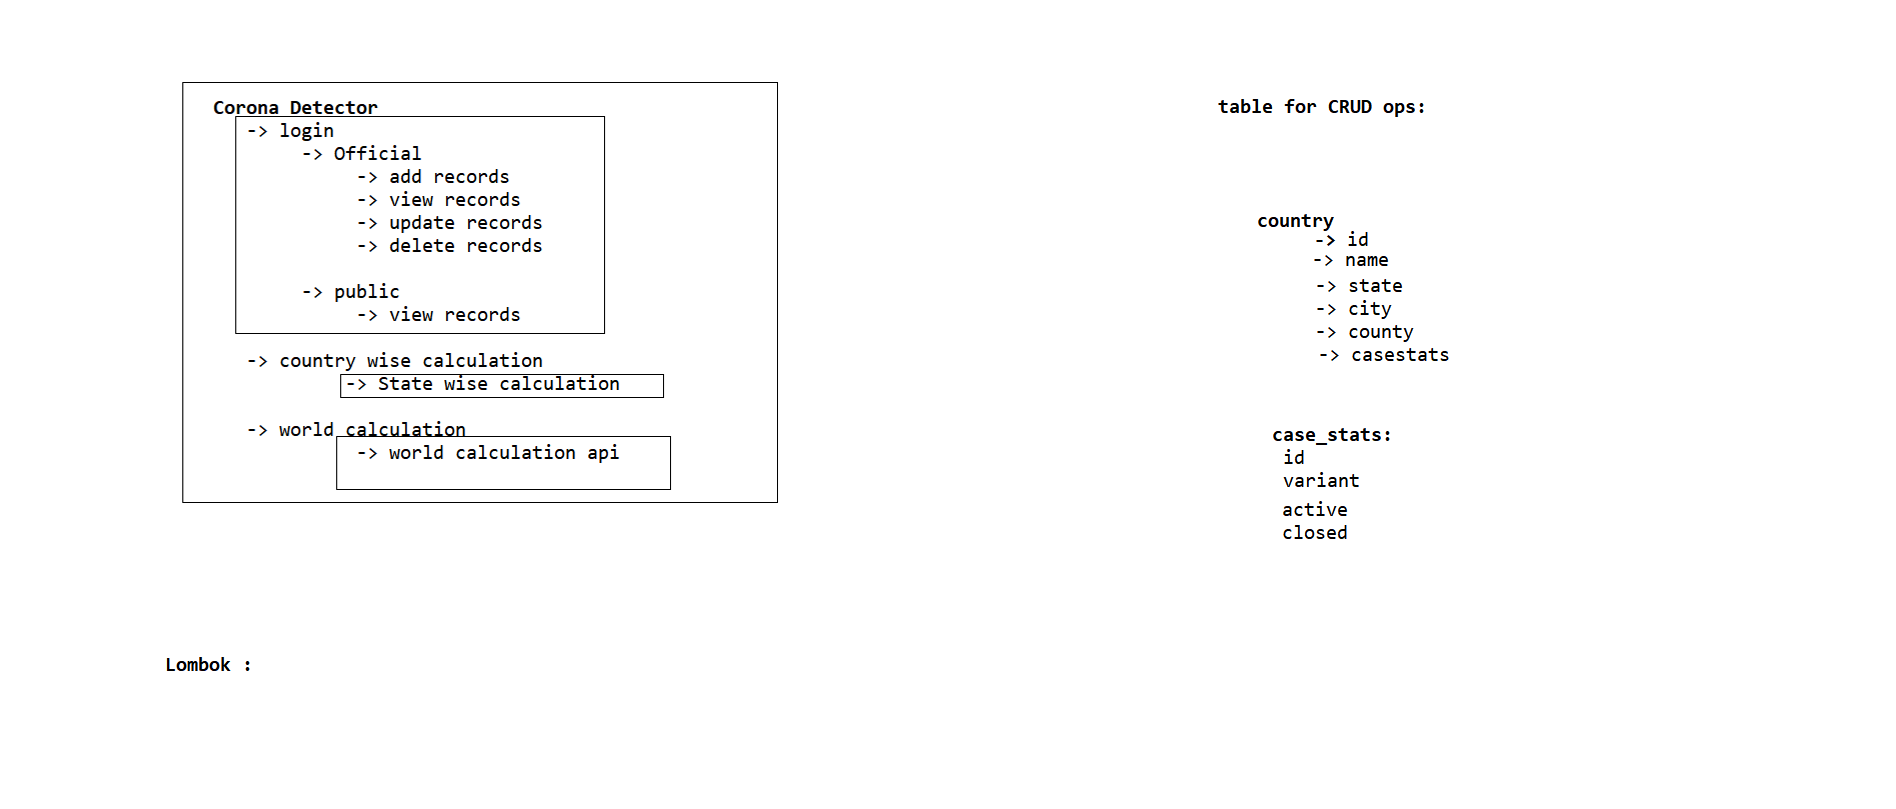 Corona Detector
-> login
-> Official
-> add records
-> view records
-> update records
-> delete records
-> public
-> view records
-> country wise calculation
-> State wise calculation
-> world calculation
-> world calculation api
Lombok :
table for CRUD ops:
country
-> id
-> name
-> state
-> city
-> county
-> casestats
case_stats:
id
variant
active
closed